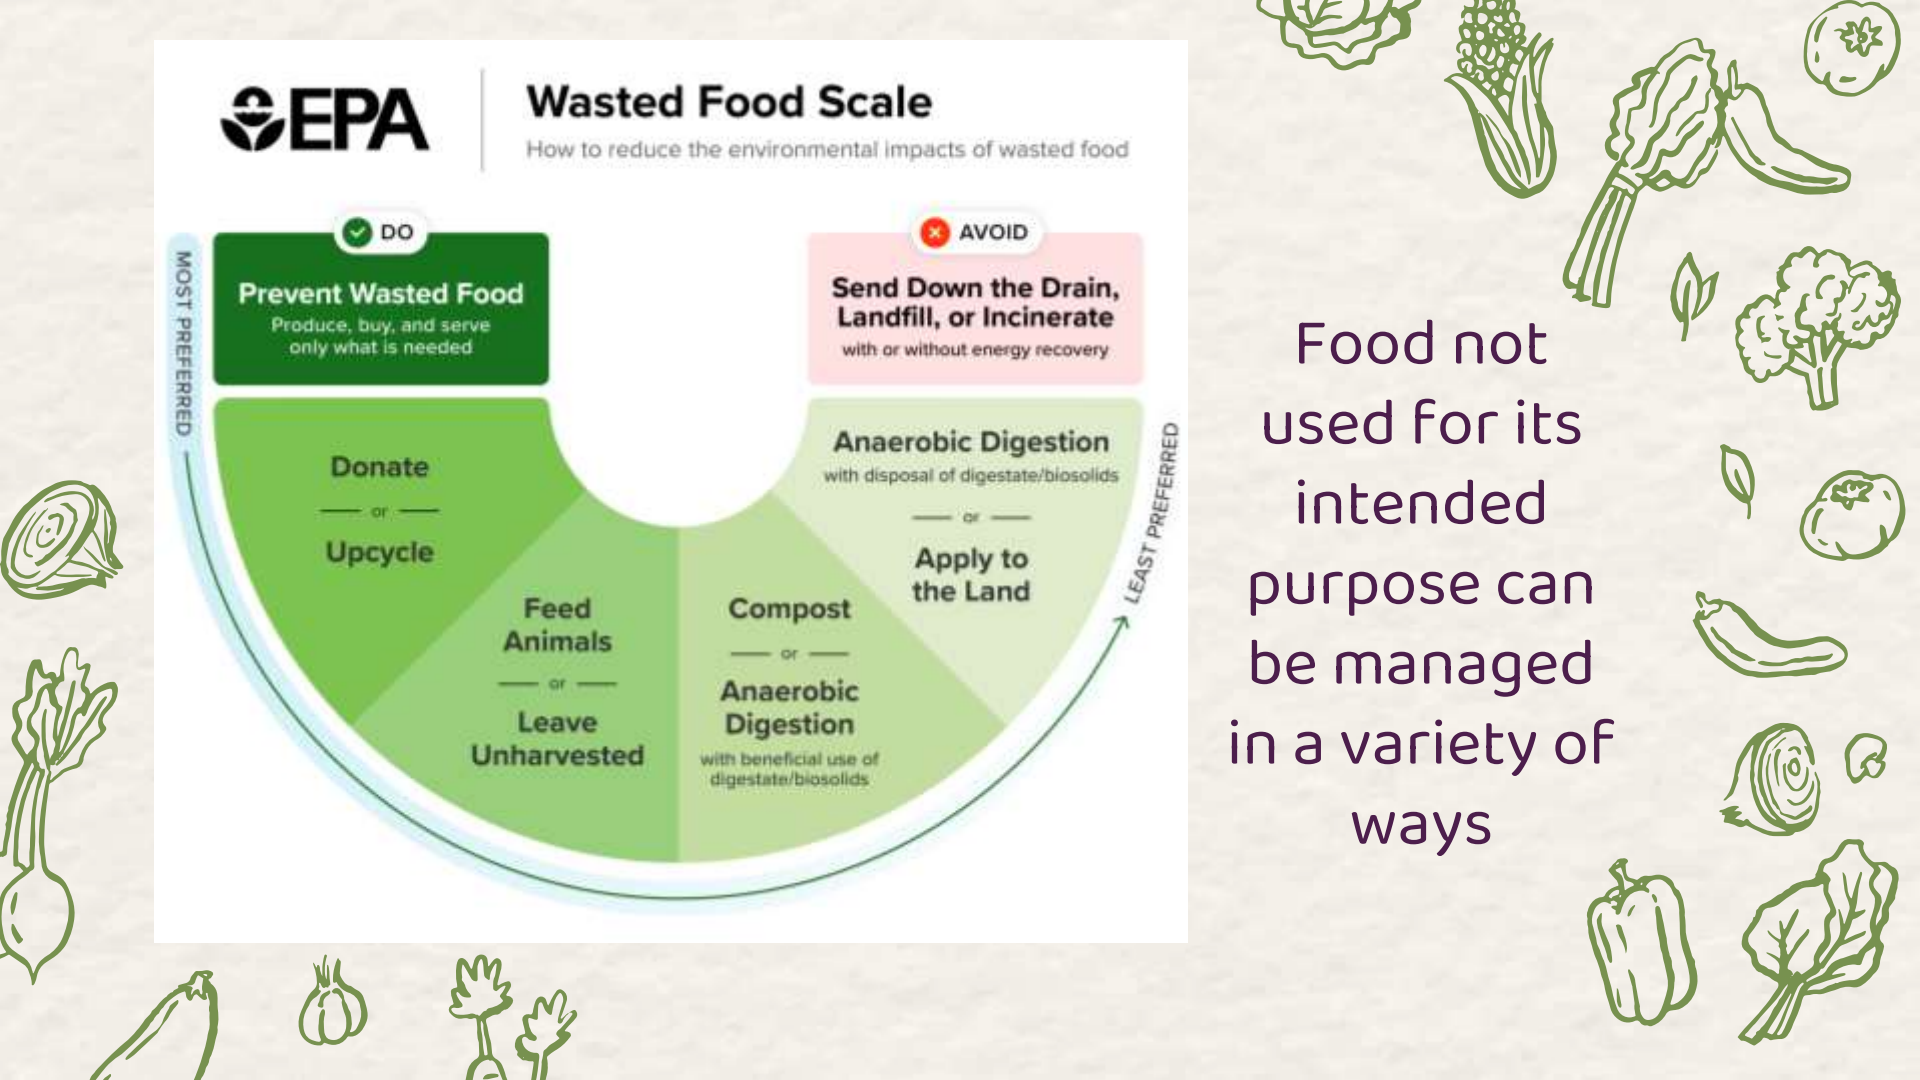 EPA
Wasted Food Scale
How to reduce the environmental impacts of wasted food
DO
AVOID
MOST PREFERRED
Prevent Wasted Food
Produce, buy, and serve
only what is needed
Send Down the Drain,
Landfill, or Incinerate
with or without energy recovery
Donate
or
Upcycle
Feed
Animals
or
Leave
Unharvested
Compost
or
Anaerobic
Digestion
with beneficial use of
digestate/biosolids
Anaerobic Digestion
with disposal of digestate/biosolids
or
Apply to
the Land
LEAST PREFERRED
Food not
used for its
intended
purpose can
be managed
in a variety of
ways